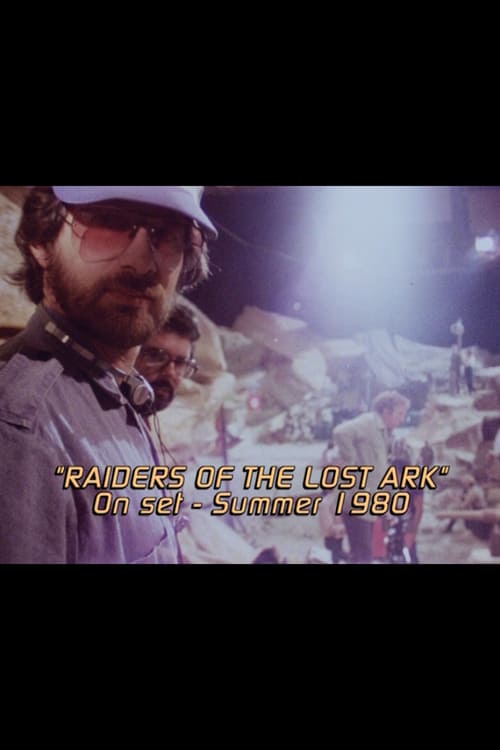 "RAIDERS OF THE LOST ARK"
On set - Summer 1980